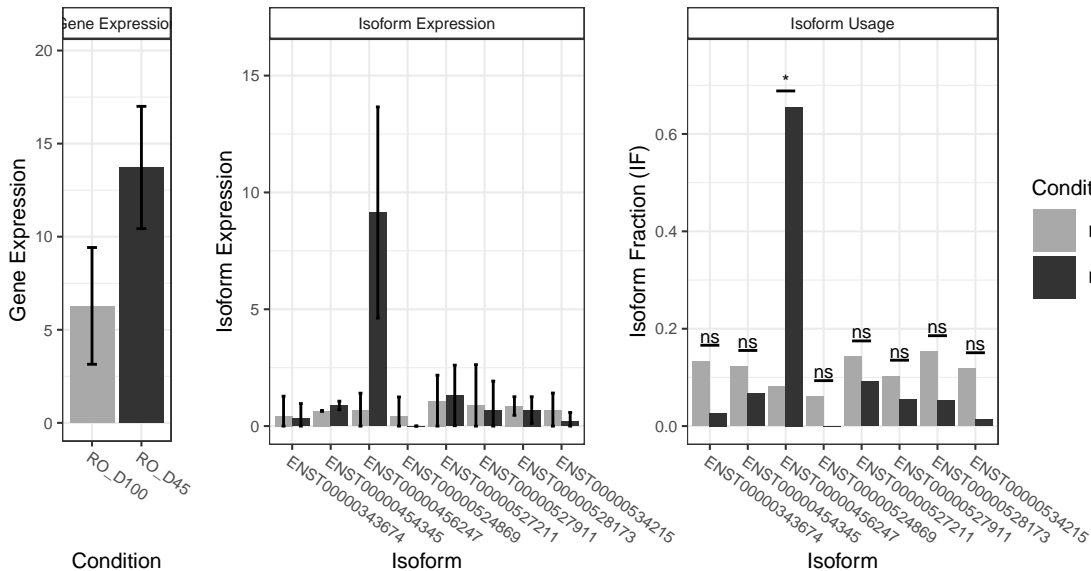 Gene Expression
20
15
10
5
0
Gene Expression
RO_D100
RO_D45
Condition
Isoform Expression
15
10
5
0
Isoform Expression
ENST00000343674
ENST00000454345
ENST00000456247
ENST00000524869
ENST00000527211
ENST00000527911
ENST00000528173
ENST00000534215
Isoform
Isoform Usage
0.6
0.4
0.2
0.0
Isoform Fraction (IF)
ns
ns
*
ns
ns
ns
ns
ns
ENST00000343674
ENST00000454345
ENST00000456247
ENST00000524869
ENST00000527211
ENST00000527911
ENST00000528173
ENST00000534215
Isoform
Condit